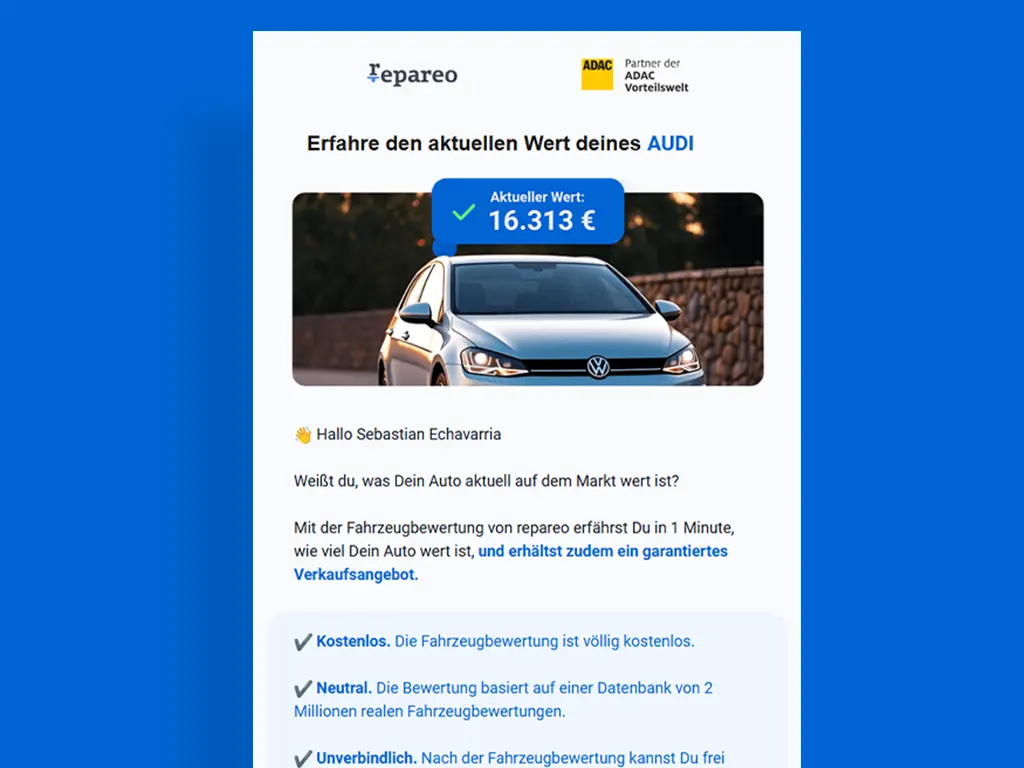 repareo
ADAC
Partner der
ADAC
Vorteilswelt
Erfahre den aktuellen Wert deines AUDI
Aktueller Wert:
16.313 €
👋 Hallo Sebastian Echavarria
Weißt du, was Dein Auto aktuell auf dem Markt wert ist?
Mit der Fahrzeugbewertung von repareo erfährst Du in 1 Minute,
wie viel Dein Auto wert ist, und erhältst zudem ein garantiertes
Verkaufsangebot.
✔ Kostenlos. Die Fahrzeugbewertung ist völlig kostenlos.
✔ Neutral. Die Bewertung basiert auf einer Datenbank von 2
Millionen realen Fahrzeugbewertungen.
✔ Unverbindlich. Nach der Fahrzeugbewertung kannst Du frei